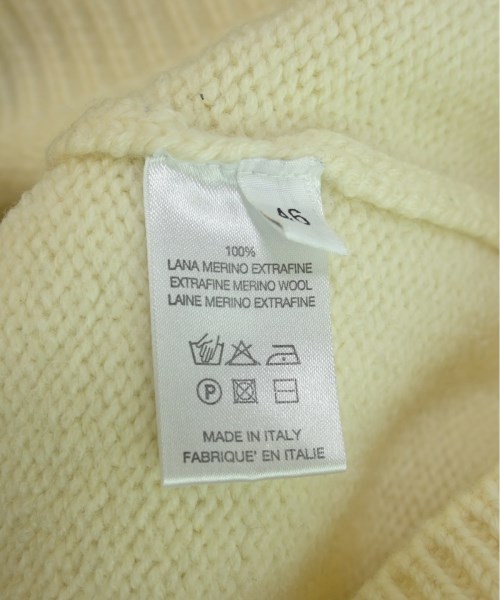 46
100%
LANA MERINO EXTRAFINE
EXTRAFINE MERINO WOOL
LAINE MERINO EXTRAFINE
P
MADE IN ITALY
FABRIQUE' EN ITALIE